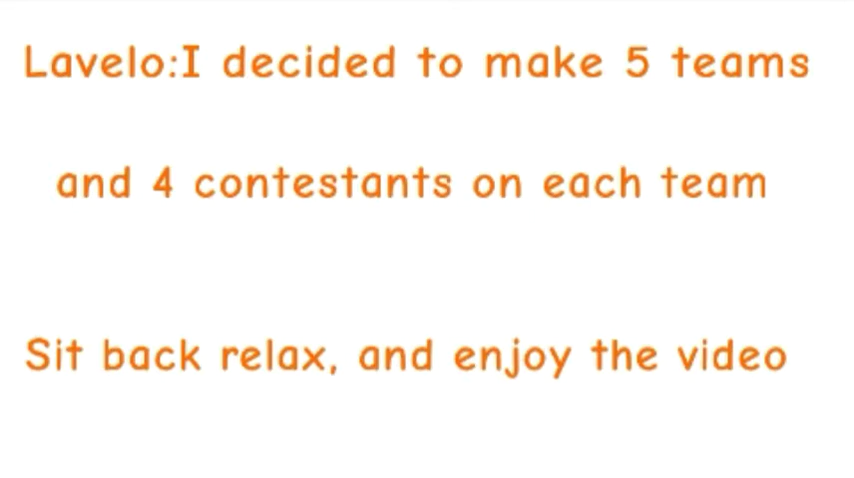 Lavelo:I decided to make 5 teams
and 4 contestants on each team
Sit back relax, and enjoy the video